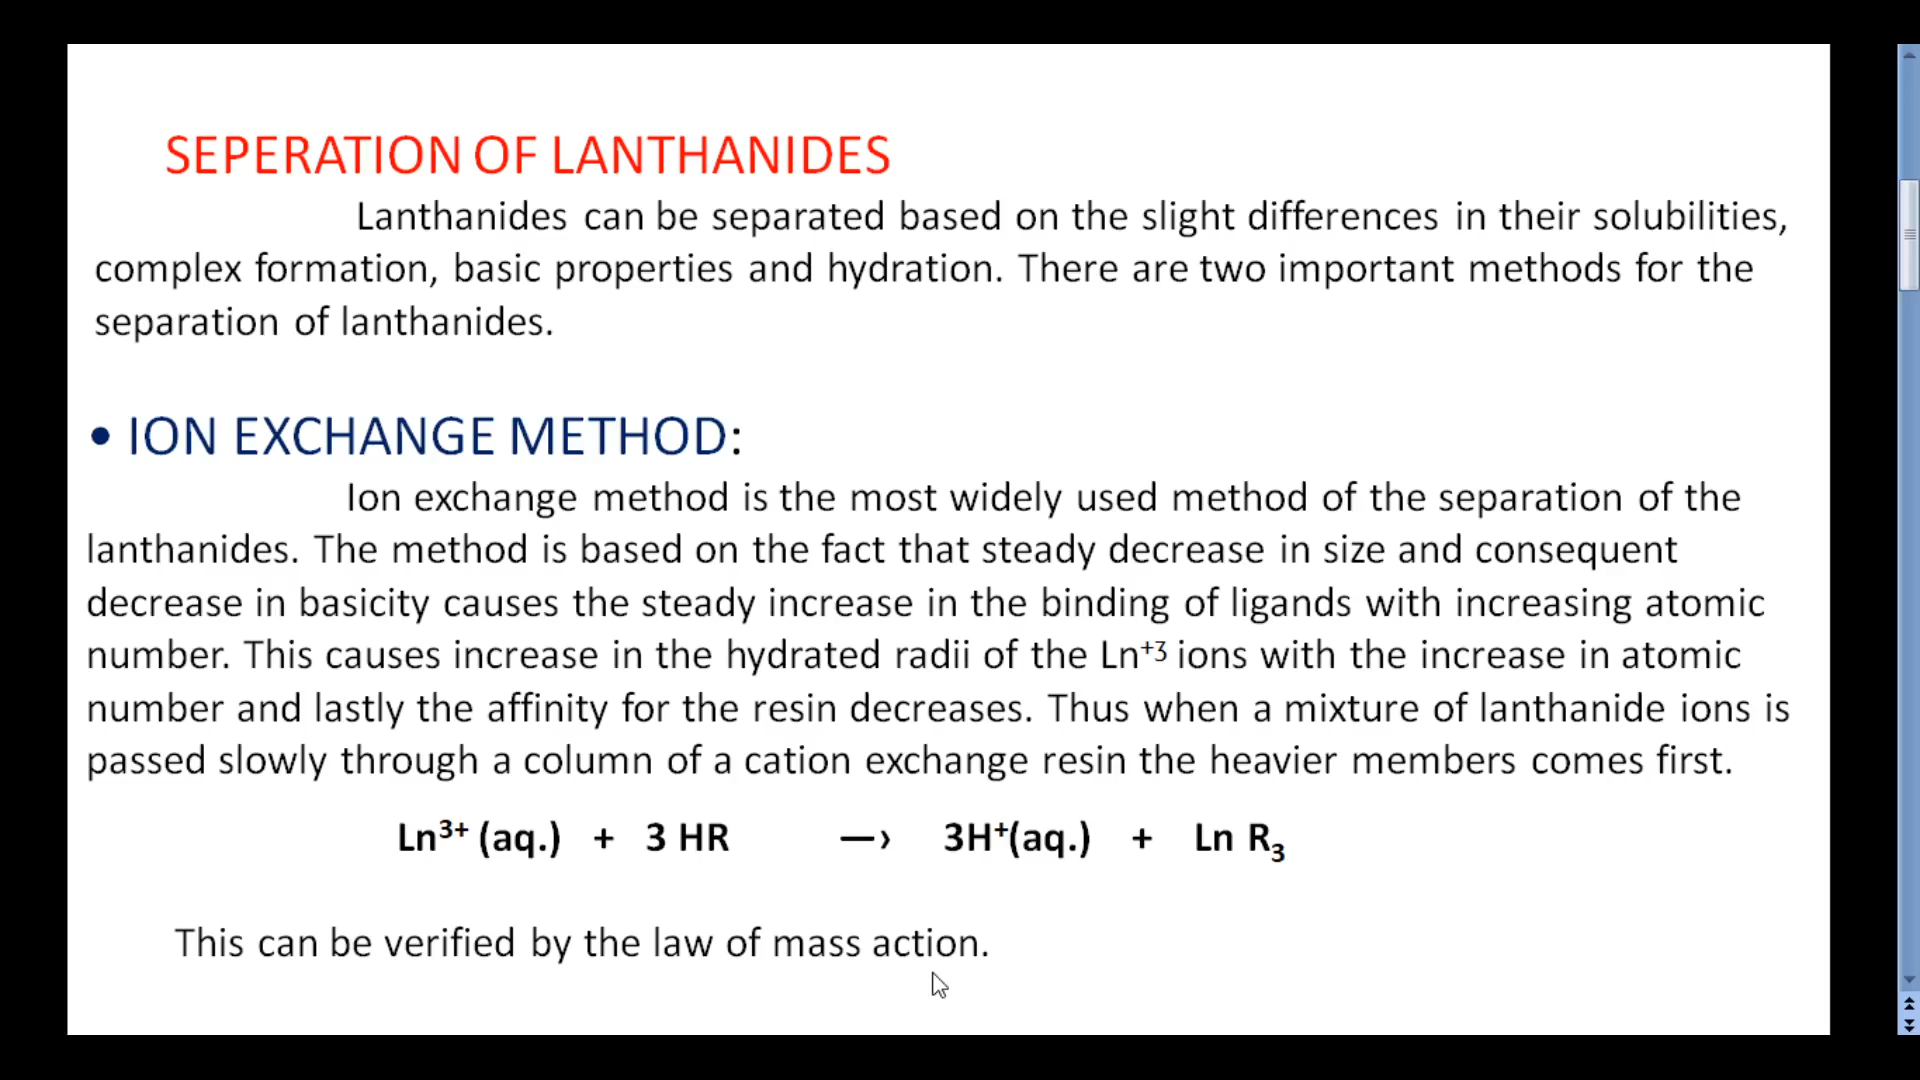 SEPERATION OF LANTHANIDES
Lanthanides can be separated based on the slight differences in their solubilities,
complex formation, basic properties and hydration. There are two important methods for the
separation of lanthanides.
• ION EXCHANGE METHOD:
Ion exchange method is the most widely used method of the separation of the
lanthanides. The method is based on the fact that steady decrease in size and consequent
decrease in basicity causes the steady increase in the binding of ligands with increasing atomic
number. This causes increase in the hydrated radii of the Ln⁺³ ions with the increase in atomic
number and lastly the affinity for the resin decreases. Thus when a mixture of lanthanide ions is
passed slowly through a column of a cation exchange resin the heavier members comes first.
Ln³⁺ (aq.) + 3 HR —› 3H⁺(aq.) + Ln R₃
This can be verified by the law of mass action.